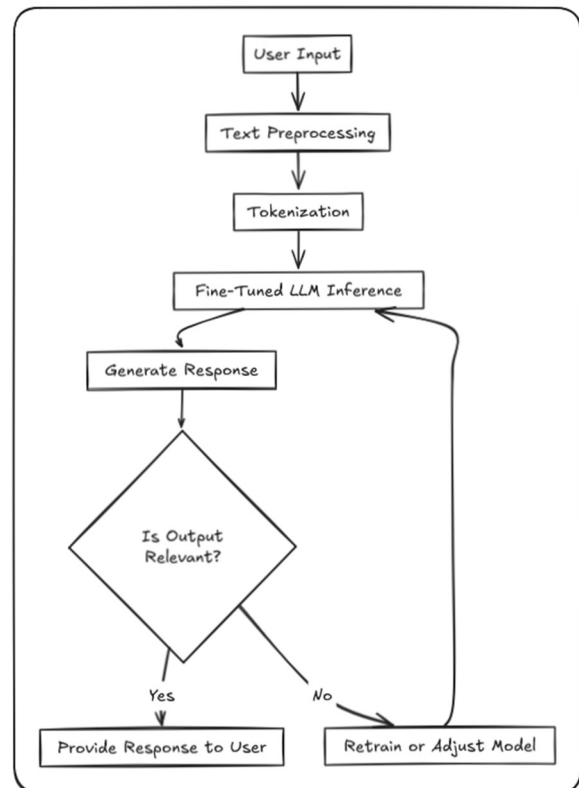 User Input
Text Preprocessing
Tokenization
Fine-Tuned LLM Inference
Generate Response
Is Output
Relevant?
Yes
No
Provide Response to User
Retrain or Adjust Model